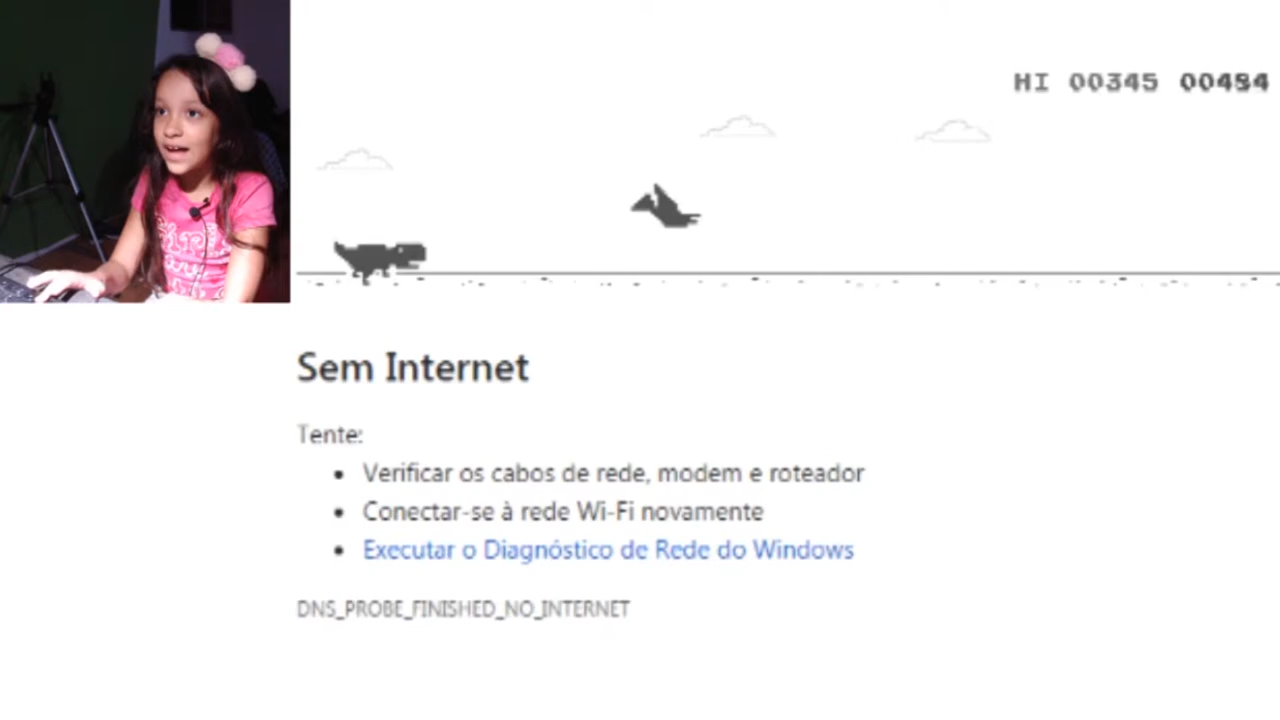 HI 00345 00484
Sem Internet
Tente:
Verificar os cabos de rede, modem e roteador
Conectar-se à rede Wi-Fi novamente
Executar o Diagnóstico de Rede do Windows
DNS_PROBE_FINISHED_NO_INTERNET